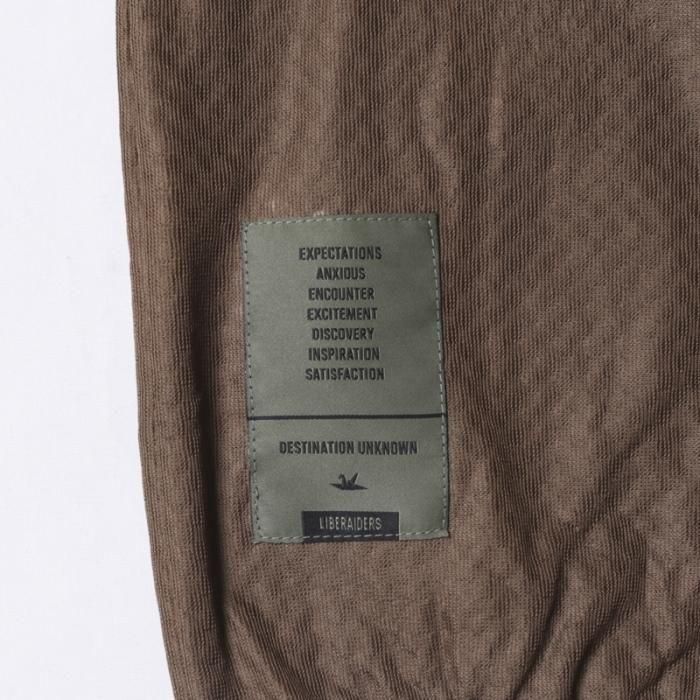 EXPECTATIONS
ANXIOUS
ENCOUNTER
EXCITEMENT
DISCOVERY
INSPIRATION
SATISFACTION
DESTINATION UNKNOWN
LIBERAIDERS